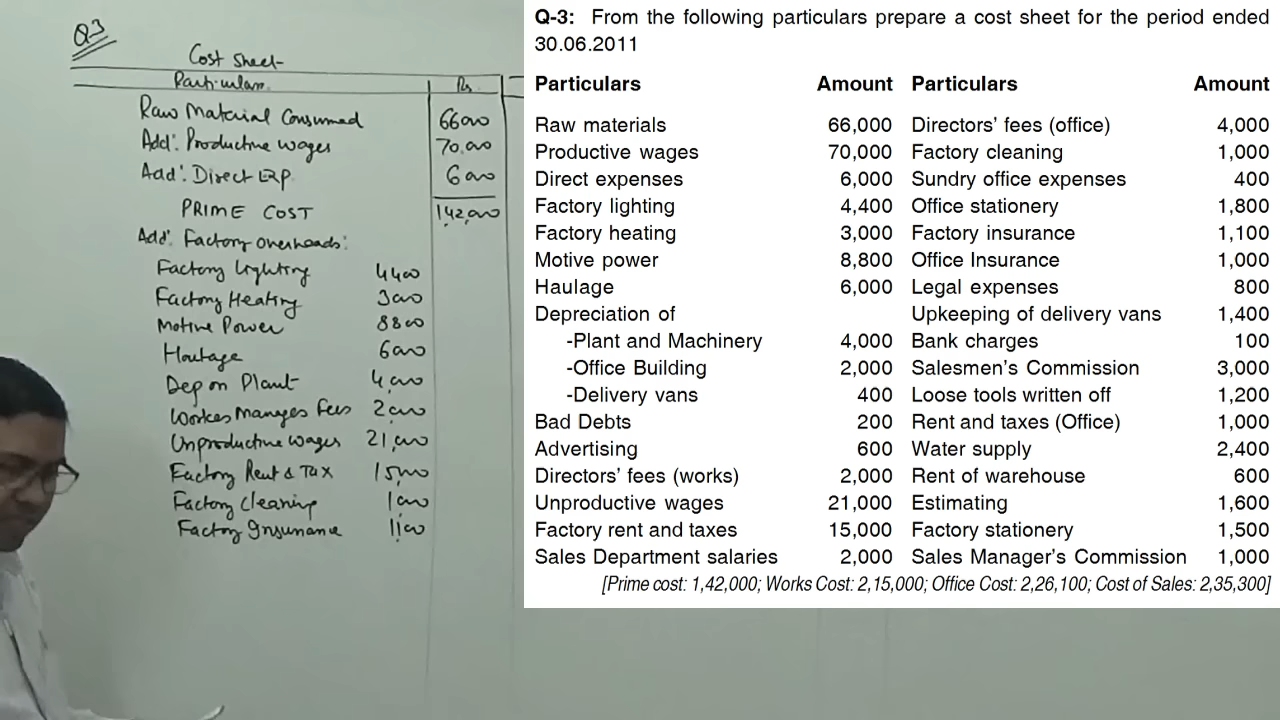 Q3
Cost Sheet
Particulars Rs.
Raw Material Consumed 66000
Add: Productive wages 70,000
Add: Direct Exp 6000
PRIME COST 142,000
Add: Factory Overheads:
Factory Lighting 4400
Factory Heating 3000
Motive Power 8800
Haulage 6000
Dep on Plant 4,000
Workes Manages Fees 2,000
Unproductive wages 21,000
Factory Rent & Tax 15,000
Factory Cleaning 1000
Factory Insurance 1100
Q-3: From the following particulars prepare a cost sheet for the period ended
30.06.2011
Particulars Amount Particulars Amount
Raw materials 66,000 Directors' fees (office) 4,000
Productive wages 70,000 Factory cleaning 1,000
Direct expenses 6,000 Sundry office expenses 400
Factory lighting 4,400 Office stationery 1,800
Factory heating 3,000 Factory insurance 1,100
Motive power 8,800 Office Insurance 1,000
Haulage 6,000 Legal expenses 800
Depreciation of Upkeeping of delivery vans 1,400
-Plant and Machinery 4,000 Bank charges 100
-Office Building 2,000 Salesmen's Commission 3,000
-Delivery vans 400 Loose tools written off 1,200
Bad Debts 200 Rent and taxes (Office) 1,000
Advertising 600 Water supply 2,400
Directors' fees (works) 2,000 Rent of warehouse 600
Unproductive wages 21,000 Estimating 1,600
Factory rent and taxes 15,000 Factory stationery 1,500
Sales Department salaries 2,000 Sales Manager's Commission 1,000
[Prime cost: 1,42,000; Works Cost: 2,15,000; Office Cost: 2,26,100; Cost of Sales: 2,35,300]